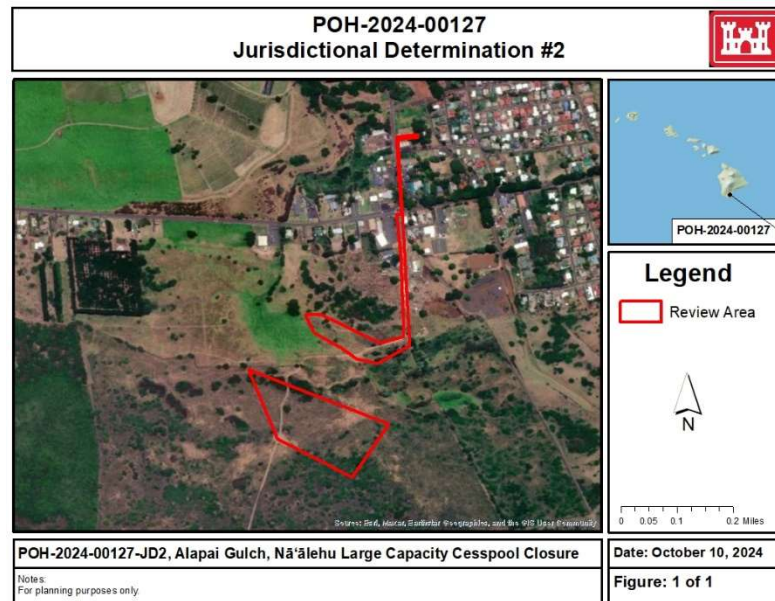 POH-2024-00127
Jurisdictional Determination #2
POH-2024-00127
Legend
Review Area
N
0 0.05 0.1 0.2 Miles
Source: Esri, Maxar, Earthstar Geographics, and the GIS User Community
POH-2024-00127-JD2, Alapai Gulch, Nā'ālehu Large Capacity Cesspool Closure
Notes:
For planning purposes only.
Date: October 10, 2024
Figure: 1 of 1